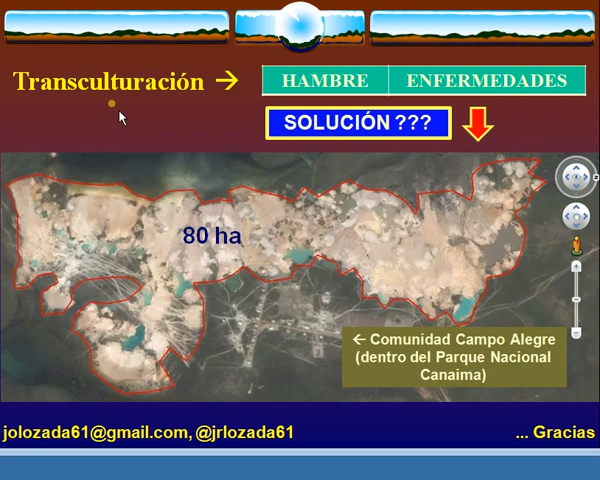 Transculturación →
HAMBRE ENFERMEDADES
SOLUCIÓN ???
80 ha
← Comunidad Campo Alegre
(dentro del Parque Nacional
Canaima)
jolozada61@gmail.com, @jrlozada61
... Gracias